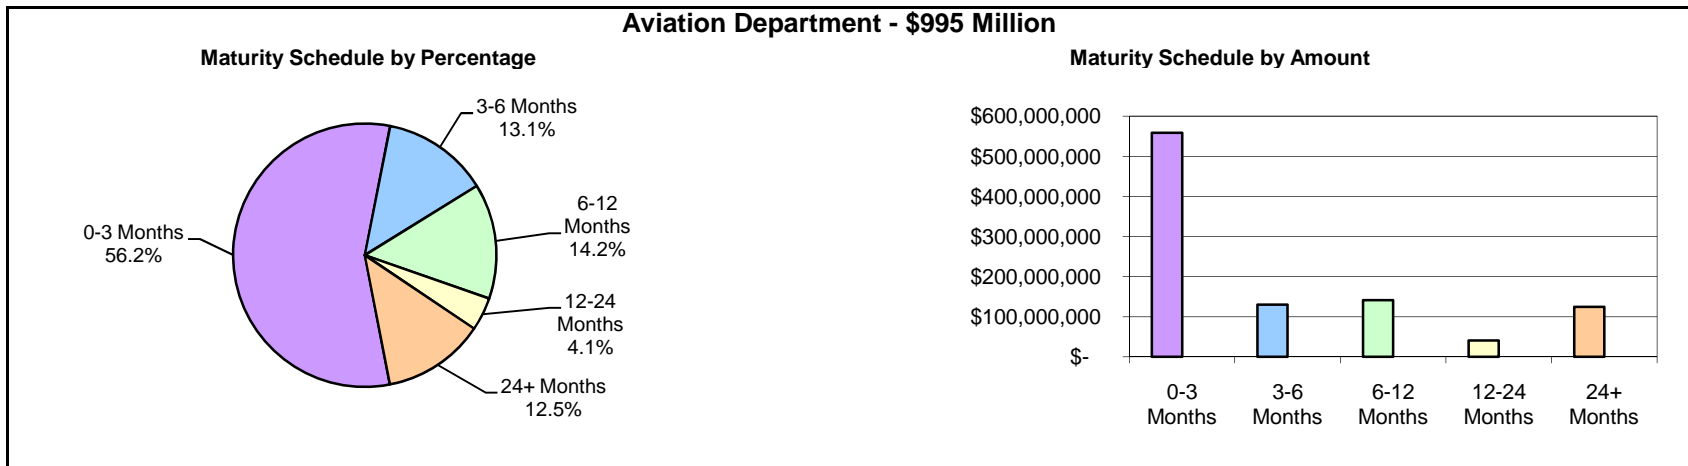 Aviation Department - $995 Million
Maturity Schedule by Percentage
3-6 Months
13.1%
6-12
Months
14.2%
0-3 Months
56.2%
12-24
Months
4.1%
24+ Months
12.5%
Maturity Schedule by Amount
$600,000,000
$500,000,000
$400,000,000
$300,000,000
$200,000,000
$100,000,000
$-
0-3
Months
3-6
Months
6-12
Months
12-24
Months
24+
Months